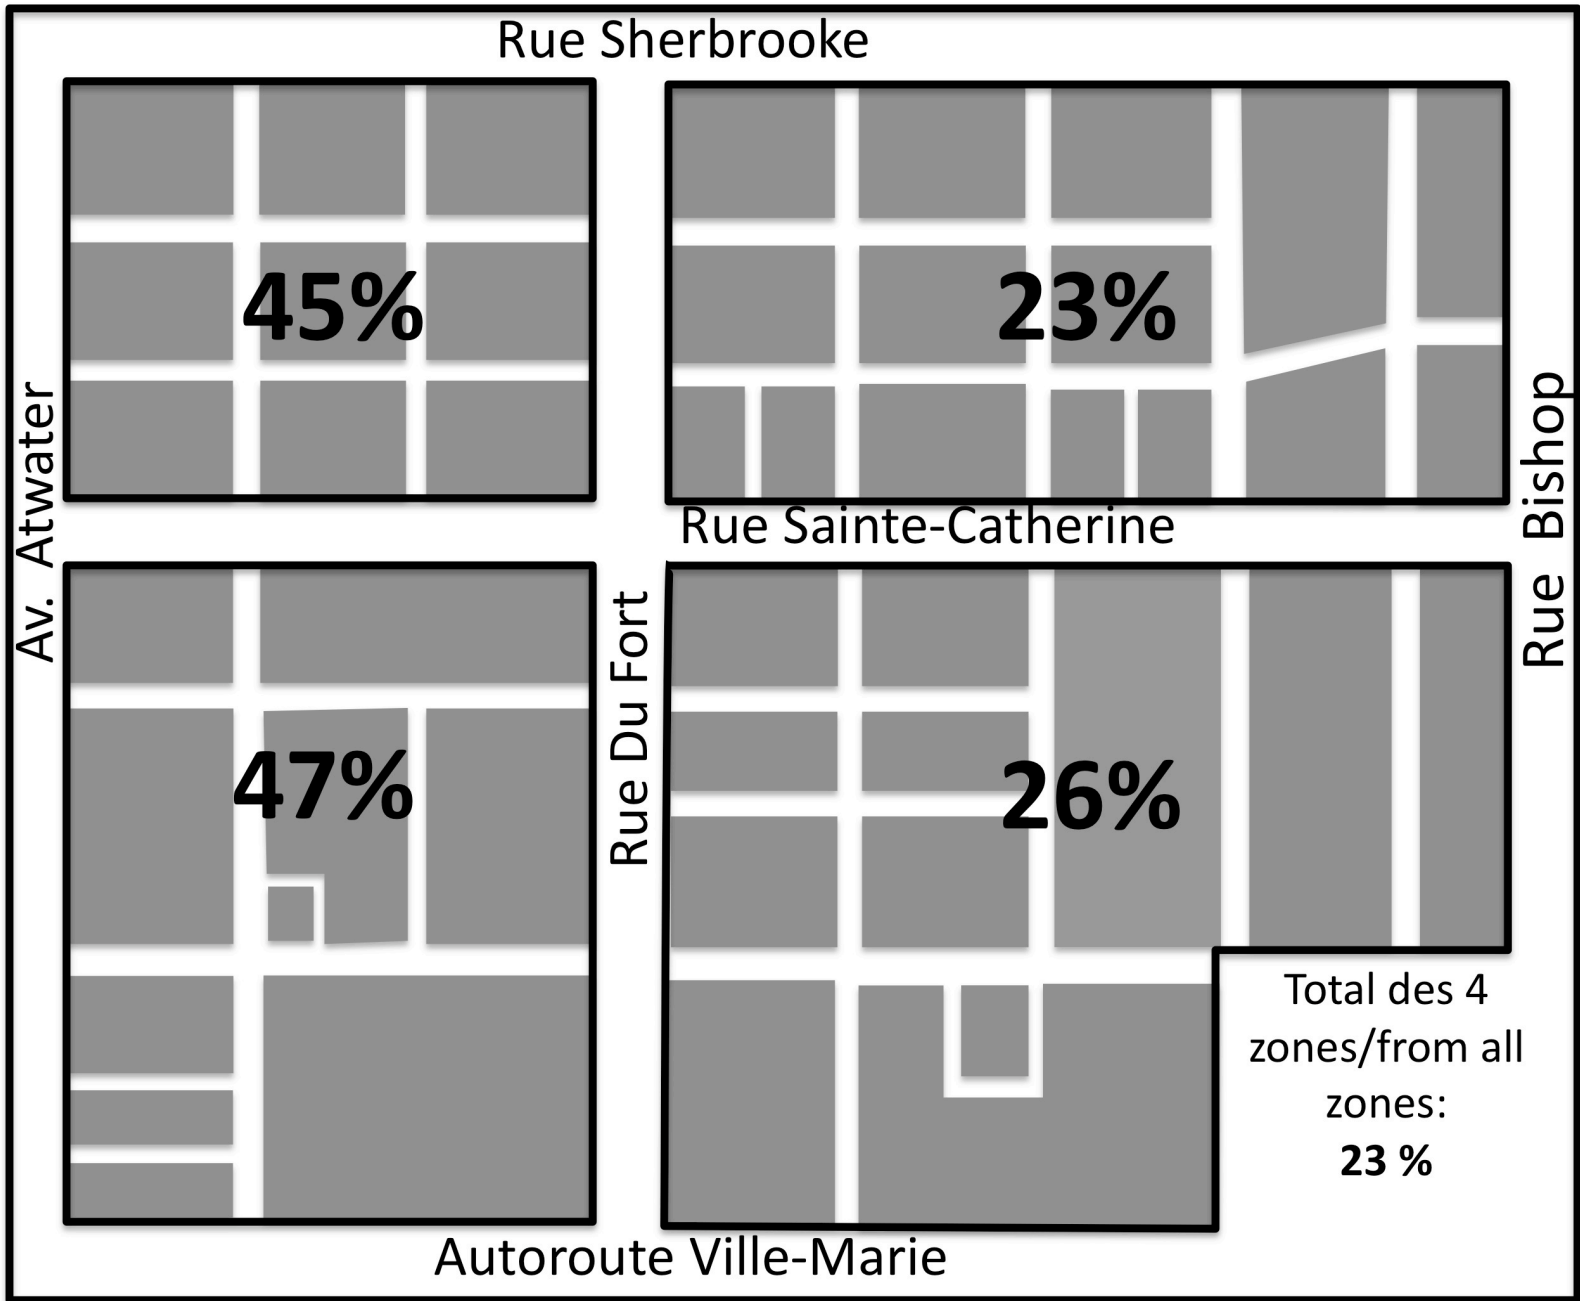 Rue Sherbrooke
45%
23%
Av. Atwater
Rue Bishop
Rue Sainte-Catherine
Rue Du Fort
47%
26%
Total des 4
zones/from all
zones:
23 %
Autoroute Ville-Marie